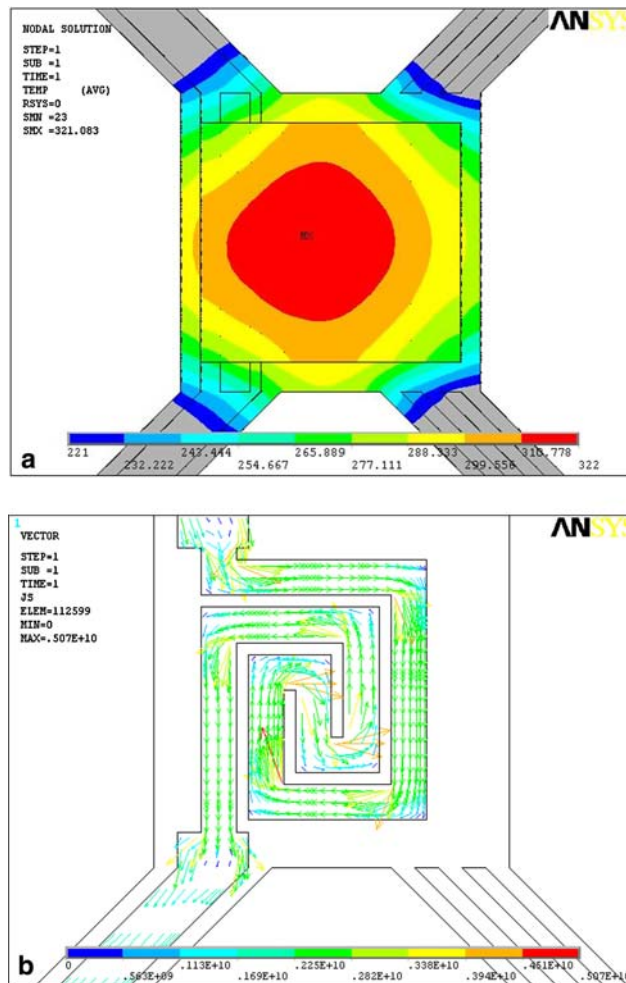 ANSYS
NODAL SOLUTION
STEP=1
SUB =1
TIME=1
TEMP (AVG)
RSYS=0
SMN =23
SMX =321.083
MX
a
221 243.444 265.889 288.333 310.778
232.222 254.667 277.111 299.556 322
1
ANSYS
VECTOR
STEP=1
SUB =1
TIME=1
JS
ELEM=112599
MIN=0
MAX=.507E+10
b
0 .113E+10 .225E+10 .338E+10 .451E+10
.563E+09 .169E+10 .282E+10 .394E+10 .507E+10